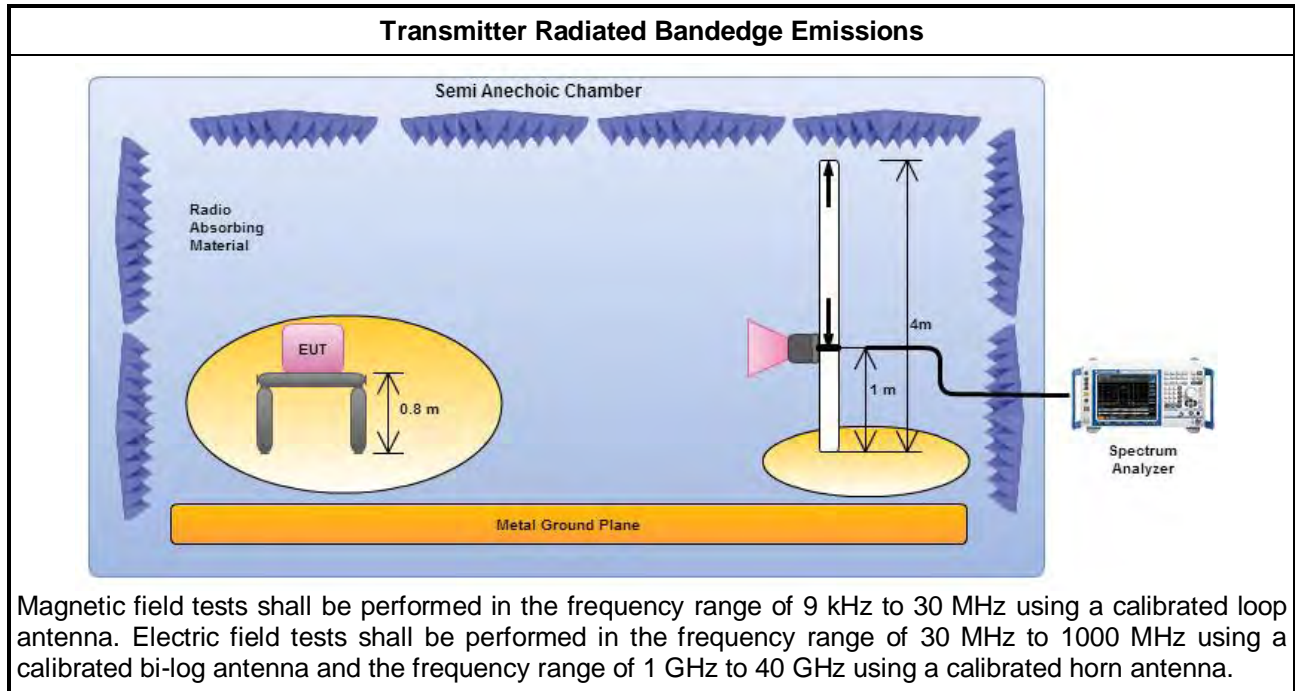 Transmitter Radiated Bandedge Emissions
Semi Anechoic Chamber
Radio
Absorbing
Material
EUT
0.8 m
4m
1 m
Spectrum
Analyzer
Metal Ground Plane
Magnetic field tests shall be performed in the frequency range of 9 kHz to 30 MHz using a calibrated loop
antenna. Electric field tests shall be performed in the frequency range of 30 MHz to 1000 MHz using a
calibrated bi-log antenna and the frequency range of 1 GHz to 40 GHz using a calibrated horn antenna.